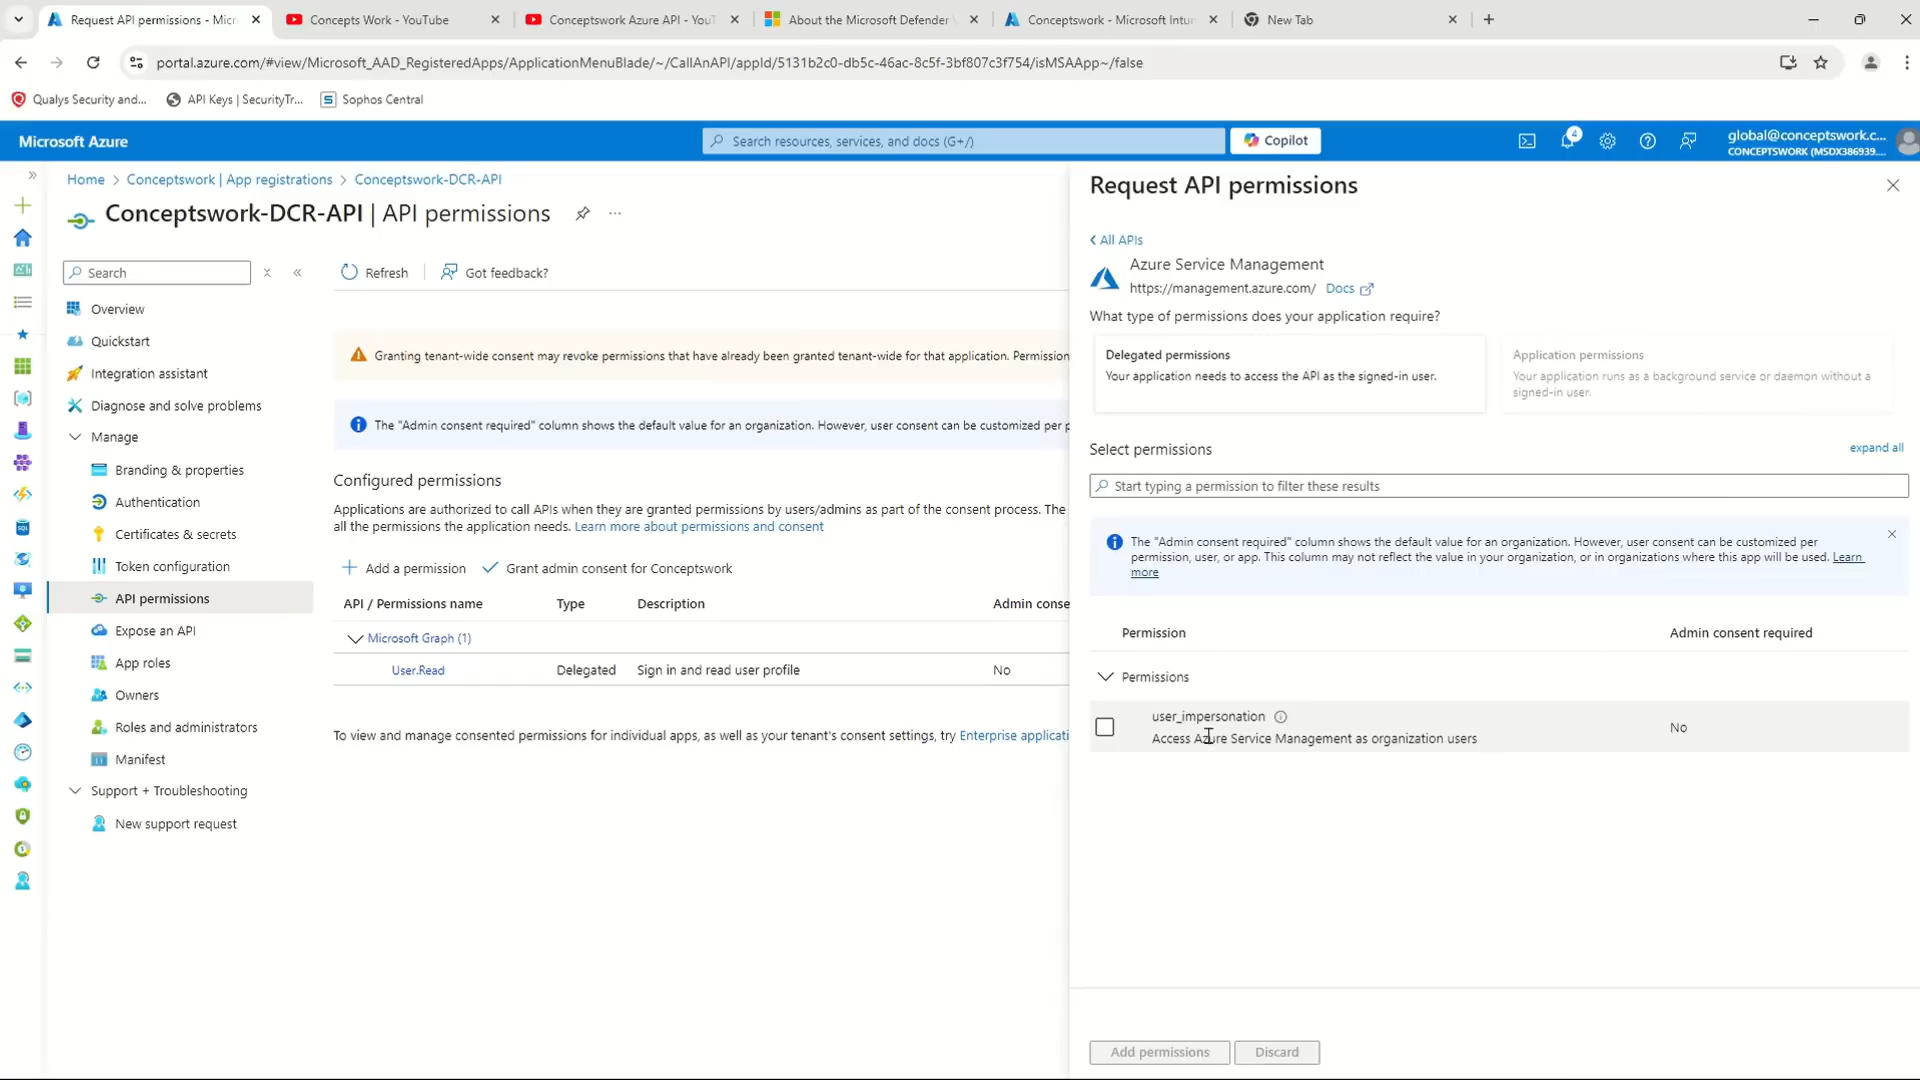 Request API permissions - Micr
Concepts Work - YouTube
Conceptswork Azure API - YouT
About the Microsoft Defender
Conceptswork - Microsoft Intun
New Tab
portal.azure.com/#view/Microsoft_AAD_RegisteredApps/ApplicationMenuBlade/~/CallAnAPI/appId/5131b2c0-db5c-46ac-8c5f-3bf807c3f754/isMSAApp~/false
Qualys Security and...
API Keys | SecurityTr...
Sophos Central
Microsoft Azure
Search resources, services, and docs (G+/)
Copilot
4
global@conceptswork.c...
CONCEPTSWORK (MSDX386939....
Home > Conceptswork | App registrations > Conceptswork-DCR-API
Conceptswork-DCR-API | API permissions
Search
Refresh
Got feedback?
Overview
Quickstart
Integration assistant
Diagnose and solve problems
Manage
Branding & properties
Authentication
Certificates & secrets
Token configuration
API permissions
Expose an API
App roles
Owners
Roles and administrators
Manifest
Support + Troubleshooting
New support request
Granting tenant-wide consent may revoke permissions that have already been granted tenant-wide for that application. Permission
The "Admin consent required" column shows the default value for an organization. However, user consent can be customized per p
Configured permissions
Applications are authorized to call APIs when they are granted permissions by users/admins as part of the consent process. The
all the permissions the application needs. Learn more about permissions and consent
Add a permission
Grant admin consent for Conceptswork
API / Permissions name Type Description Admin conse
Microsoft Graph (1)
User.Read Delegated Sign in and read user profile No
To view and manage consented permissions for individual apps, as well as your tenant's consent settings, try Enterprise applicati
Request API permissions
All APIs
Azure Service Management
https://management.azure.com/ Docs
What type of permissions does your application require?
Delegated permissions
Your application needs to access the API as the signed-in user.
Application permissions
Your application runs as a background service or daemon without a
signed-in user.
Select permissions
expand all
Start typing a permission to filter these results
The "Admin consent required" column shows the default value for an organization. However, user consent can be customized per
permission, user, or app. This column may not reflect the value in your organization, or in organizations where this app will be used. Learn
more
Permission Admin consent required
Permissions
user_impersonation
Access Azure Service Management as organization users
No
Add permissions
Discard